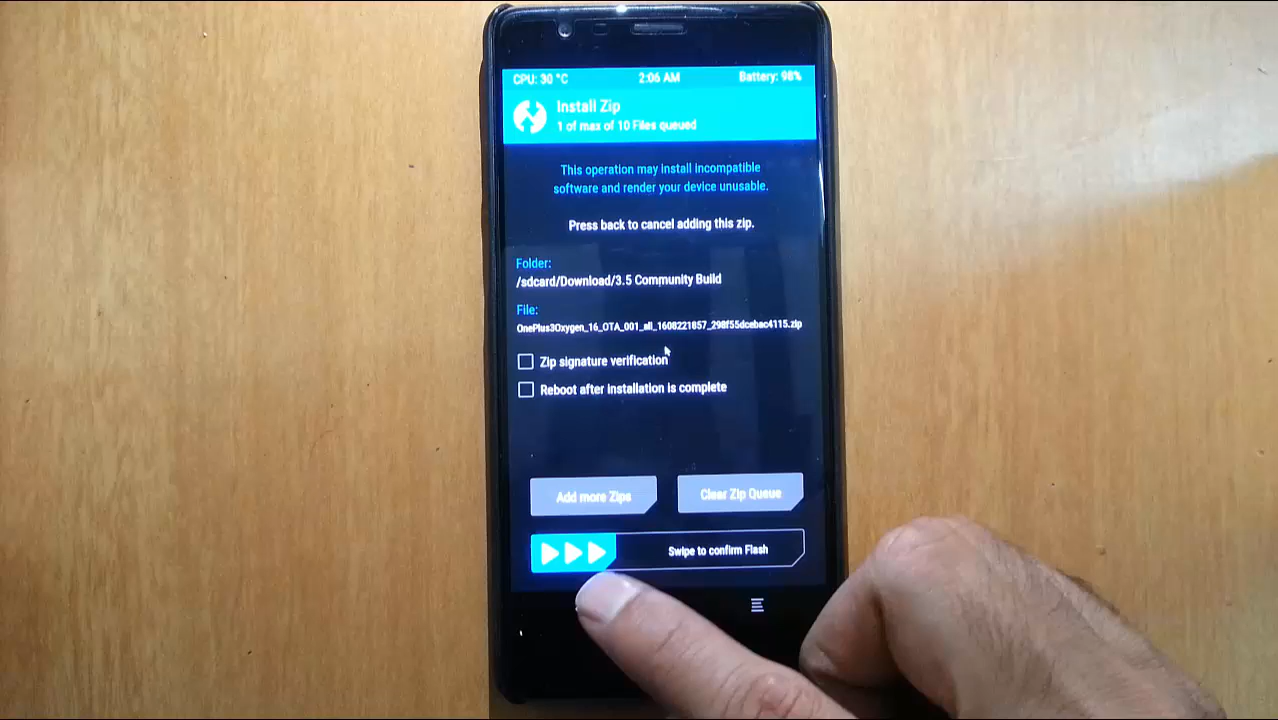 CPU: 30 °C 2:06 AM Battery: 98%
Install Zip
1 of max of 10 Files queued
This operation may install incompatible
software and render your device unusable.
Press back to cancel adding this zip.
Folder:
/sdcard/Download/3.5 Community Build
File:
OnePlus3Oxygen_16_OTA_001_all_1608221857_298f55dcebac4115.zip
Zip signature verification
Reboot after installation is complete
Add more Zips Clear Zip Queue
Swipe to confirm Flash